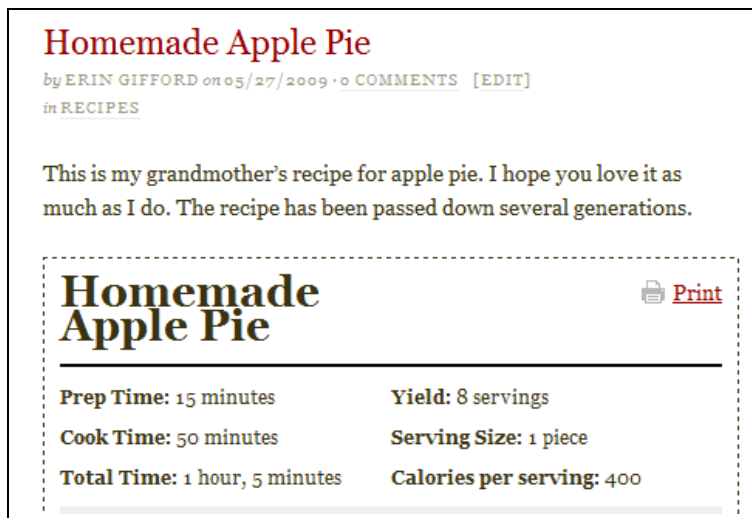 Homemade Apple Pie
by ERIN GIFFORD on 05/27/2009 · 0 COMMENTS [EDIT]
in RECIPES
This is my grandmother’s recipe for apple pie. I hope you love it as
much as I do. The recipe has been passed down several generations.
Homemade
Apple Pie
Print
Prep Time: 15 minutes
Yield: 8 servings
Cook Time: 50 minutes
Serving Size: 1 piece
Total Time: 1 hour, 5 minutes
Calories per serving: 400